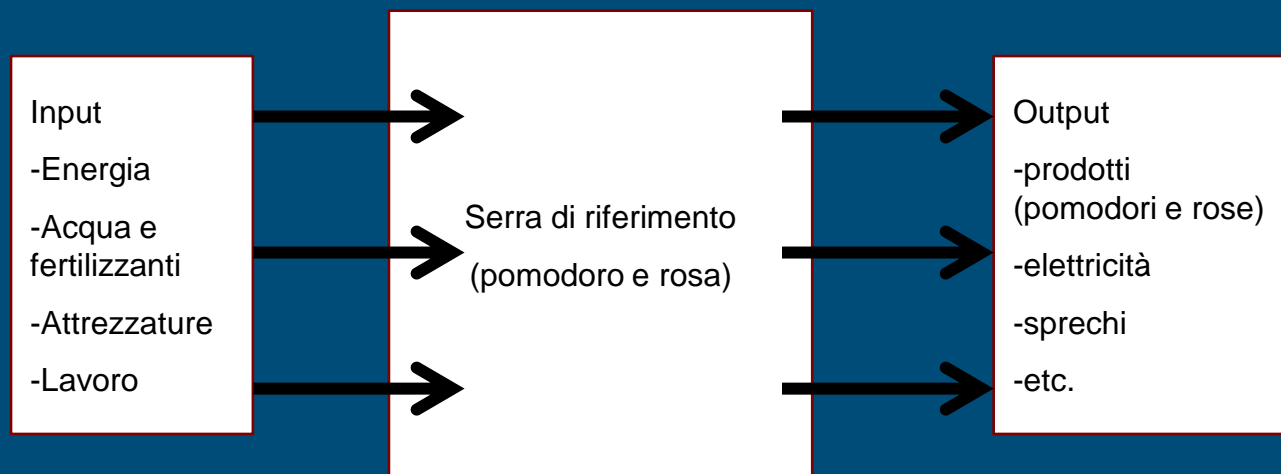 Input
-Energia
-Acqua e
fertilizzanti
-Attrezzature
-Lavoro
Serra di riferimento
(pomodoro e rosa)
Output
-prodotti
(pomodori e rose)
-elettricità
-sprechi
-etc.